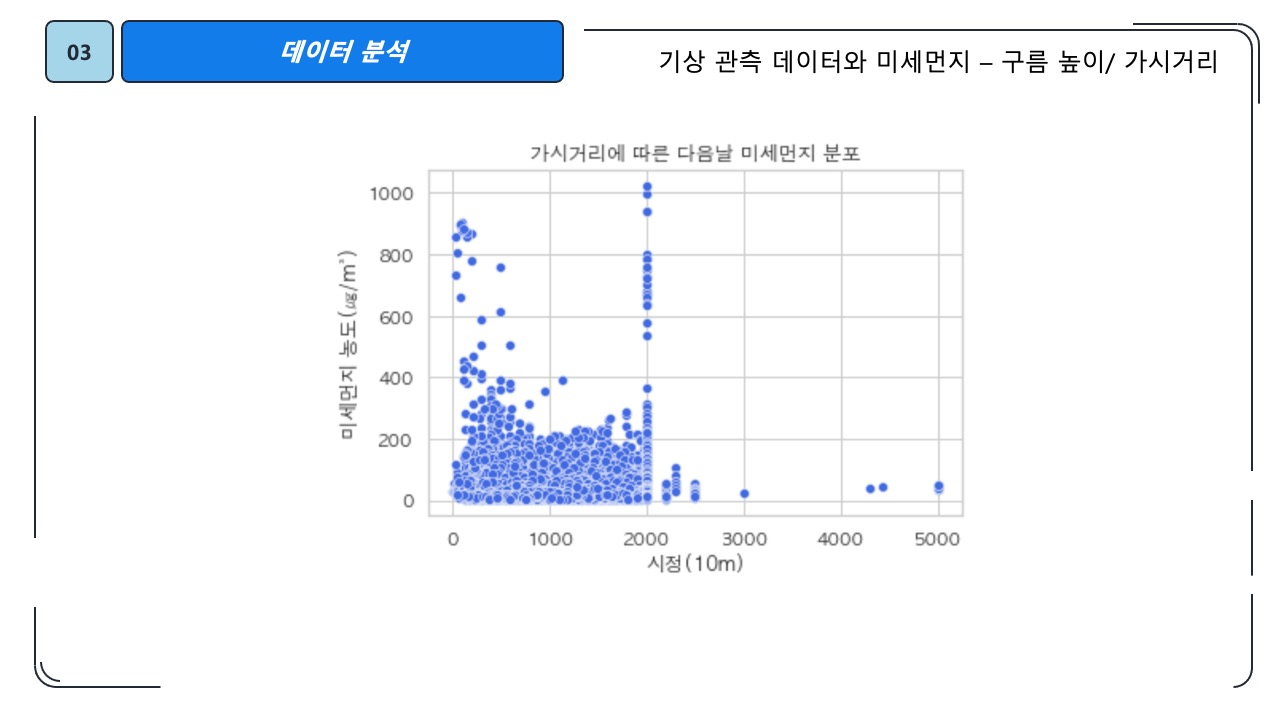 03
데이터 분석
기상 관측 데이터와 미세먼지 – 구름 높이/ 가시거리
가시거리에 따른 다음날 미세먼지 분포
미세먼지 농도(㎍/m³)
1000
800
600
400
200
0
0 1000 2000 3000 4000 5000
시정(10m)